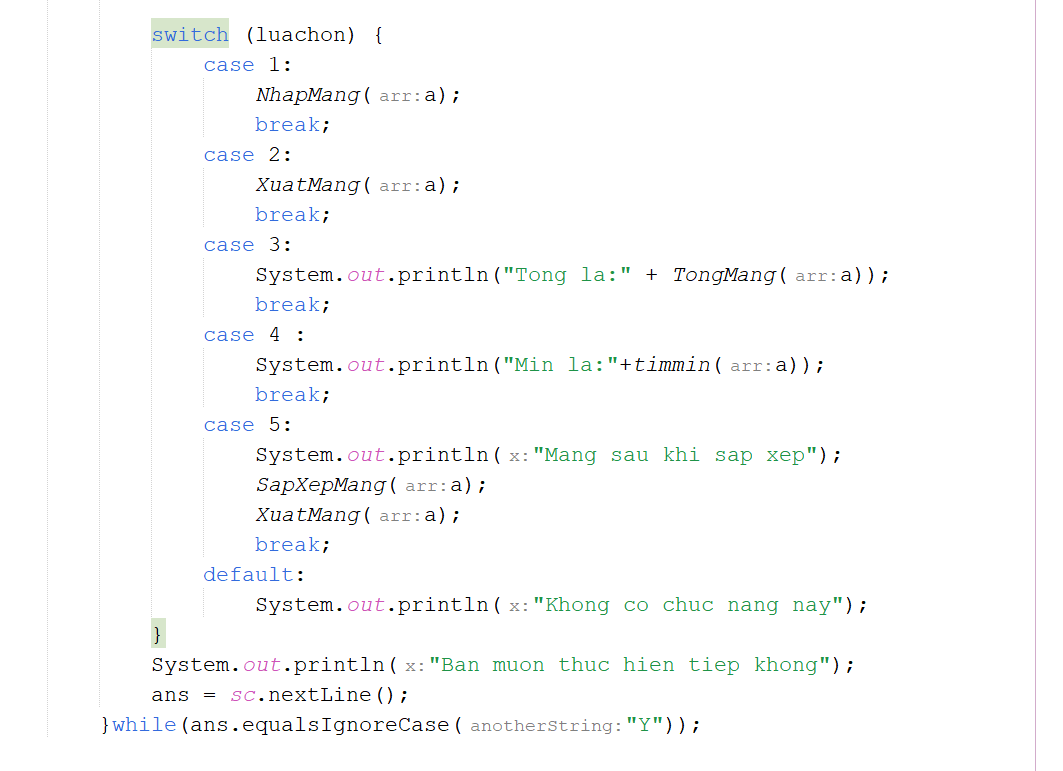 switch (luachon) {
case 1:
NhapMang( arr: a);
break;
case 2:
XuatMang( arr: a);
break;
case 3:
System.out.println("Tong la:" + TongMang( arr: a));
break;
case 4 :
System.out.println("Min la:"+timmin( arr: a));
break;
case 5:
System.out.println( x: "Mang sau khi sap xep");
SapXepMang( arr: a);
XuatMang( arr: a);
break;
default:
System.out.println( x: "Khong co chuc nang nay");
}
System.out.println( x: "Ban muon thuc hien tiep khong");
ans = sc.nextLine();
}while(ans.equalsIgnoreCase( anotherString: "Y"));